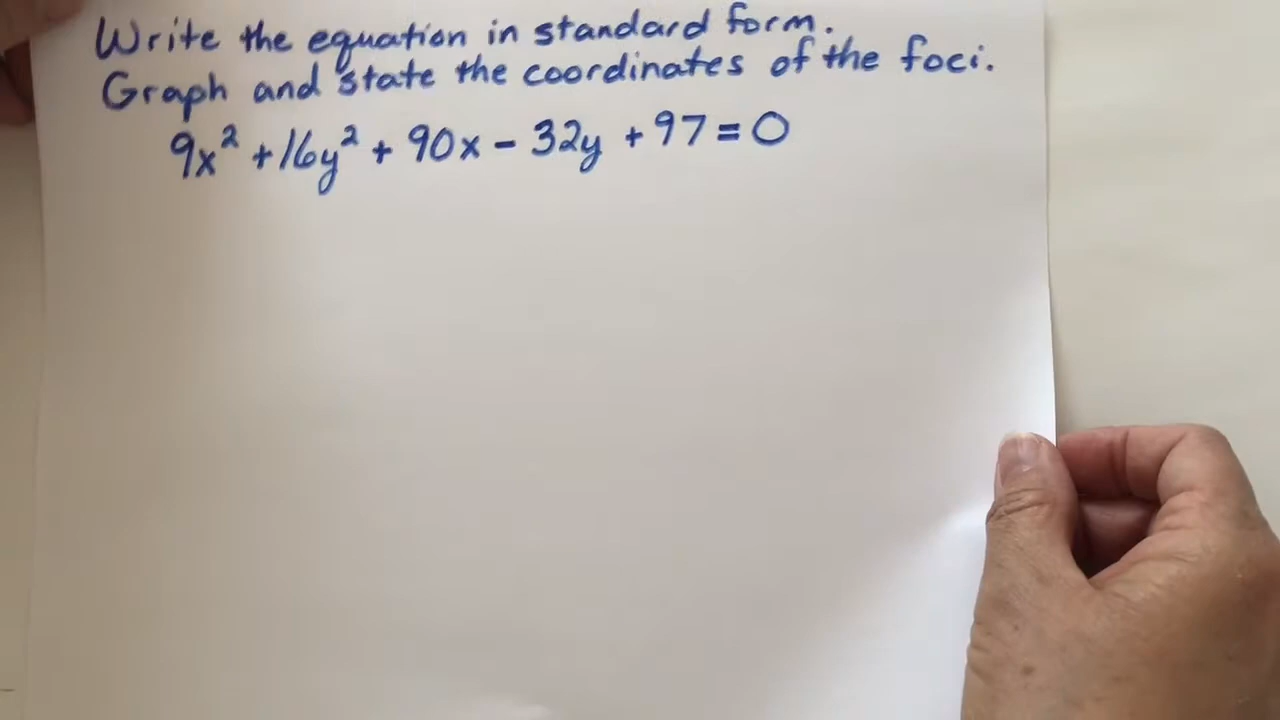 Write the equation in standard form.
Graph and state the coordinates of the foci.
9x² + 16y² + 90x - 32y + 97 = 0